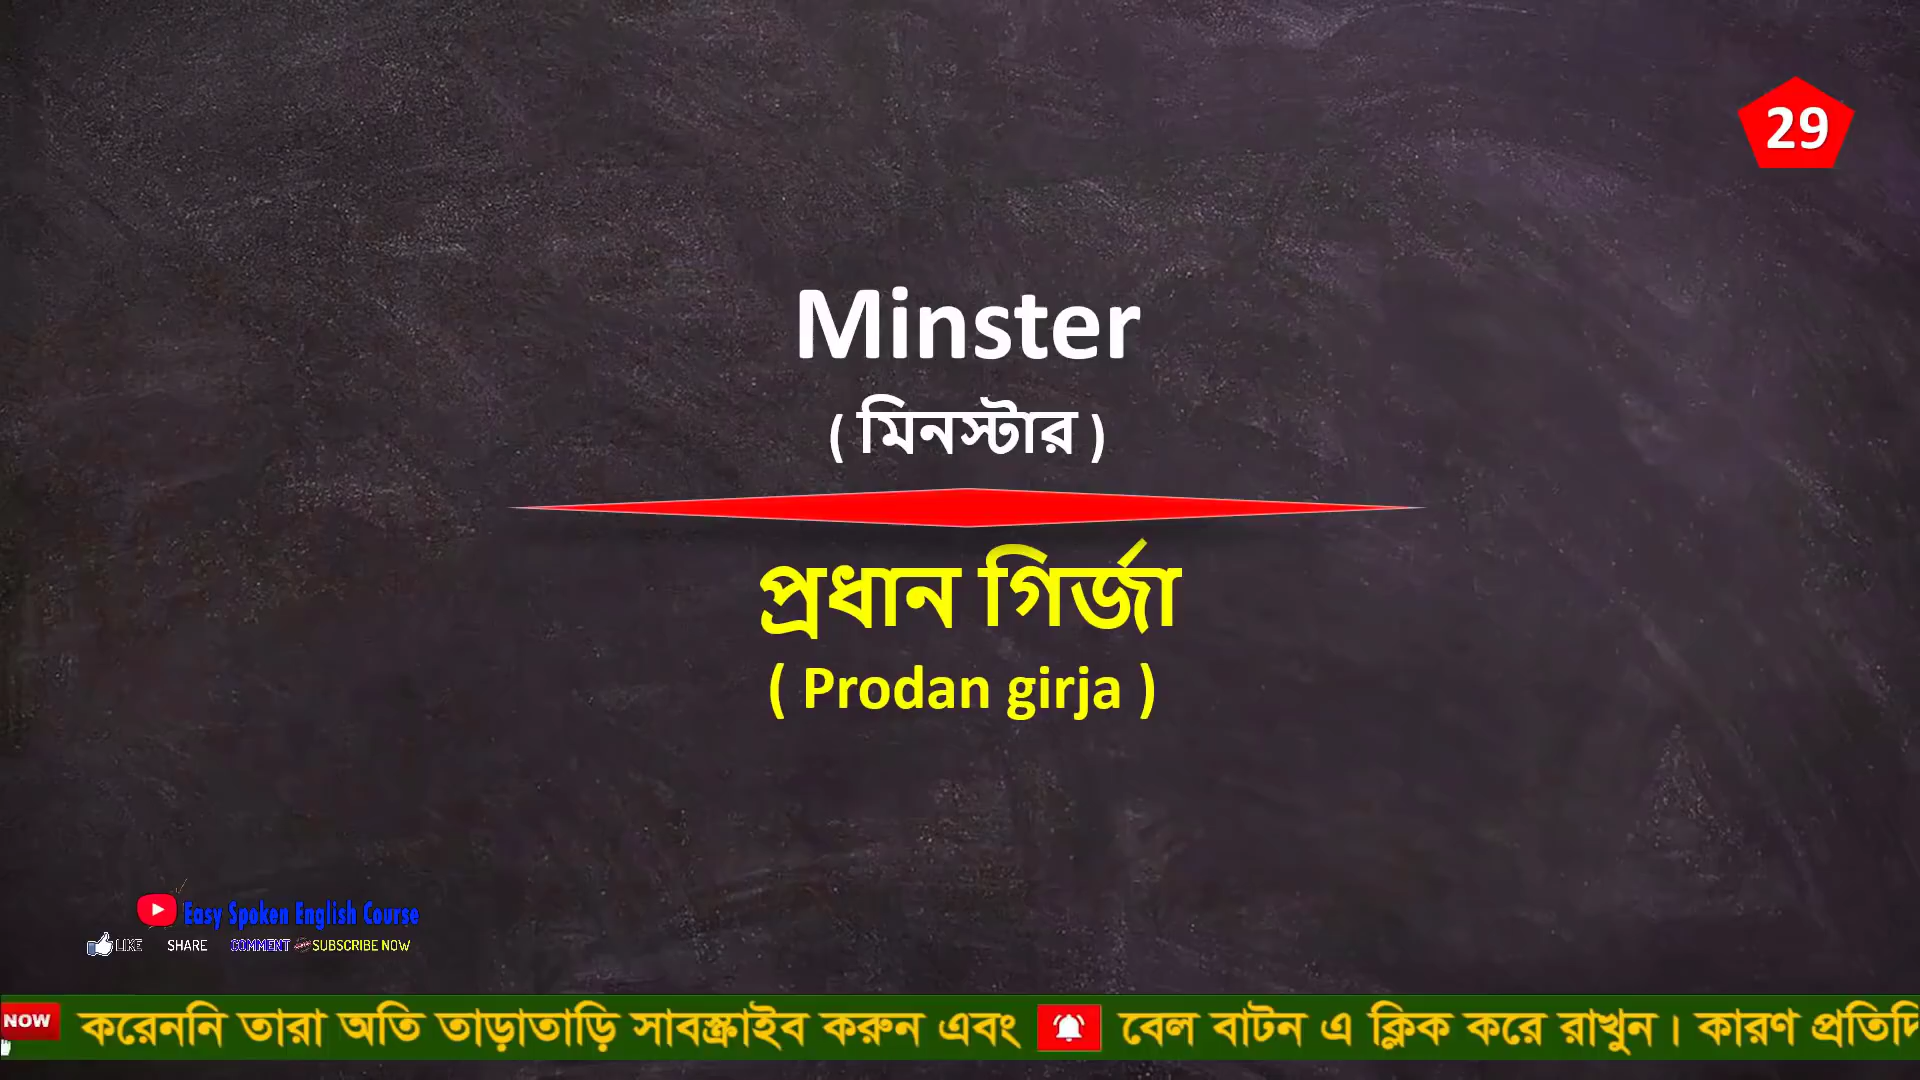 29
Minster
( মিনস্টার )
প্রধান গির্জা
( Prodan girja )
Easy Spoken English Course
LIKE SHARE COMMENT SUBSCRIBE NOW
NOW করেননি তারা অতি তাড়াতাড়ি সাবস্ক্রাইব করুন এবং বেল বাটন এ ক্লিক করে রাখুন। কারণ